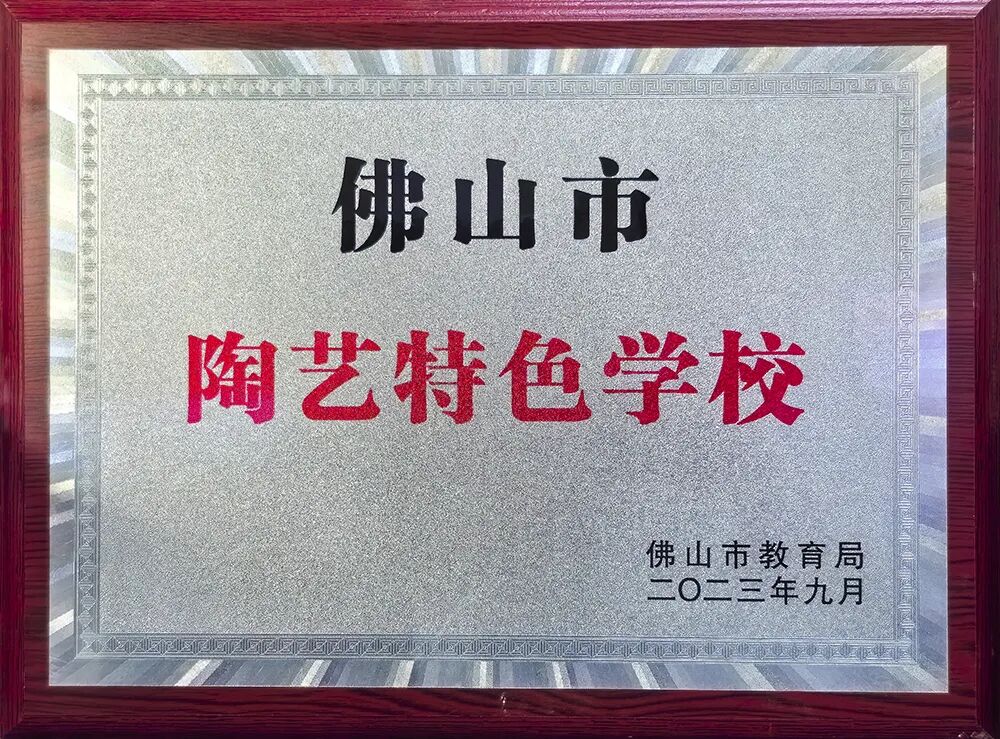 佛山市
陶艺特色学校
佛山市教育局
二〇二三年九月